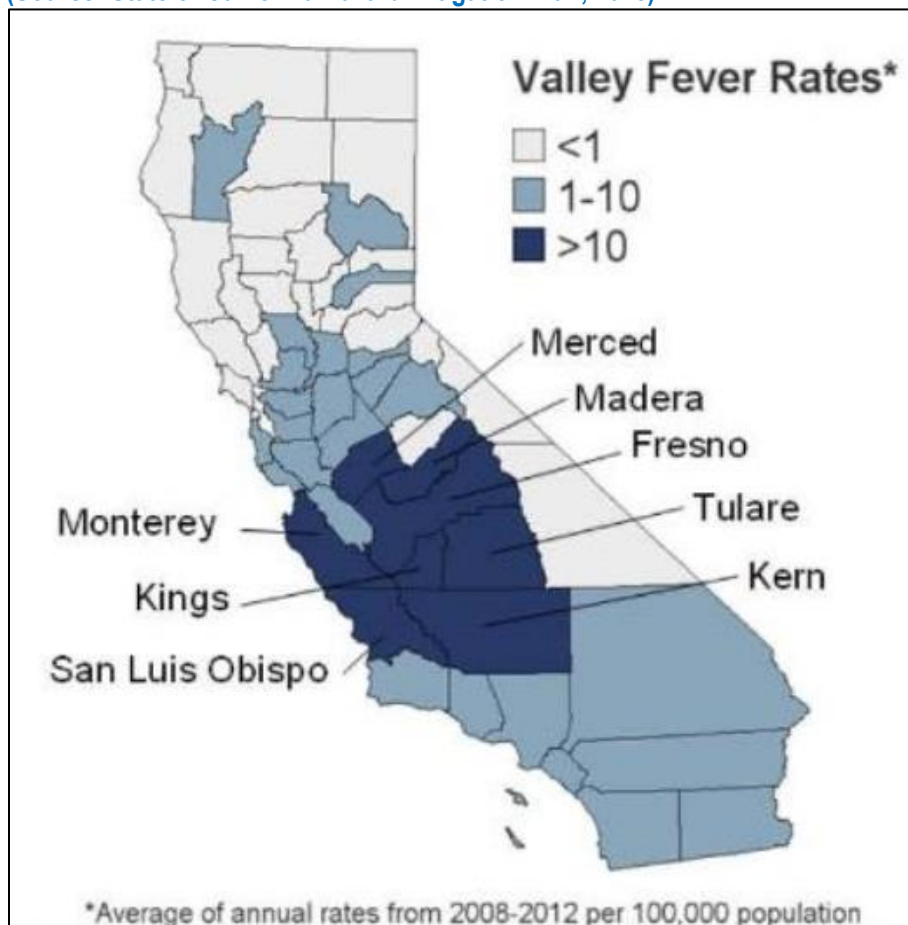 Valley Fever Rates*
<1
1-10
>10
Merced
Madera
Fresno
Tulare
Kern
Monterey
Kings
San Luis Obispo
*Average of annual rates from 2008-2012 per 100,000 population